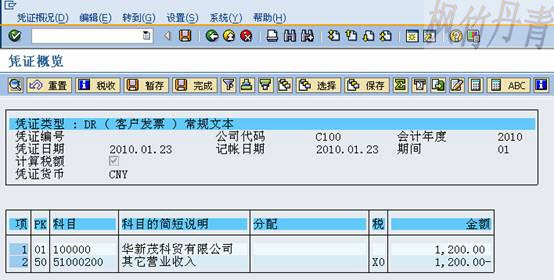 凭证概况(D) 编辑(E) 转到(G) 设置(S) 系统(Y) 帮助(H)
枫竹丹青
凭证概览
重置 税收 暂存 完成 选择 保存 ABC
凭证类型 : DR ( 客户发票 ) 常规文本
凭证编号 公司代码 C100 会计年度 2010
凭证日期 2010.01.23 记帐日期 2010.01.23 期间 01
计算税额
凭证货币 CNY
项 PK 科目 科目的简短说明 分配 税 金额
1 01 100000 华新茂科贸有限公司 1,200.00
2 50 51000200 其它营业收入 X0 1,200.00-